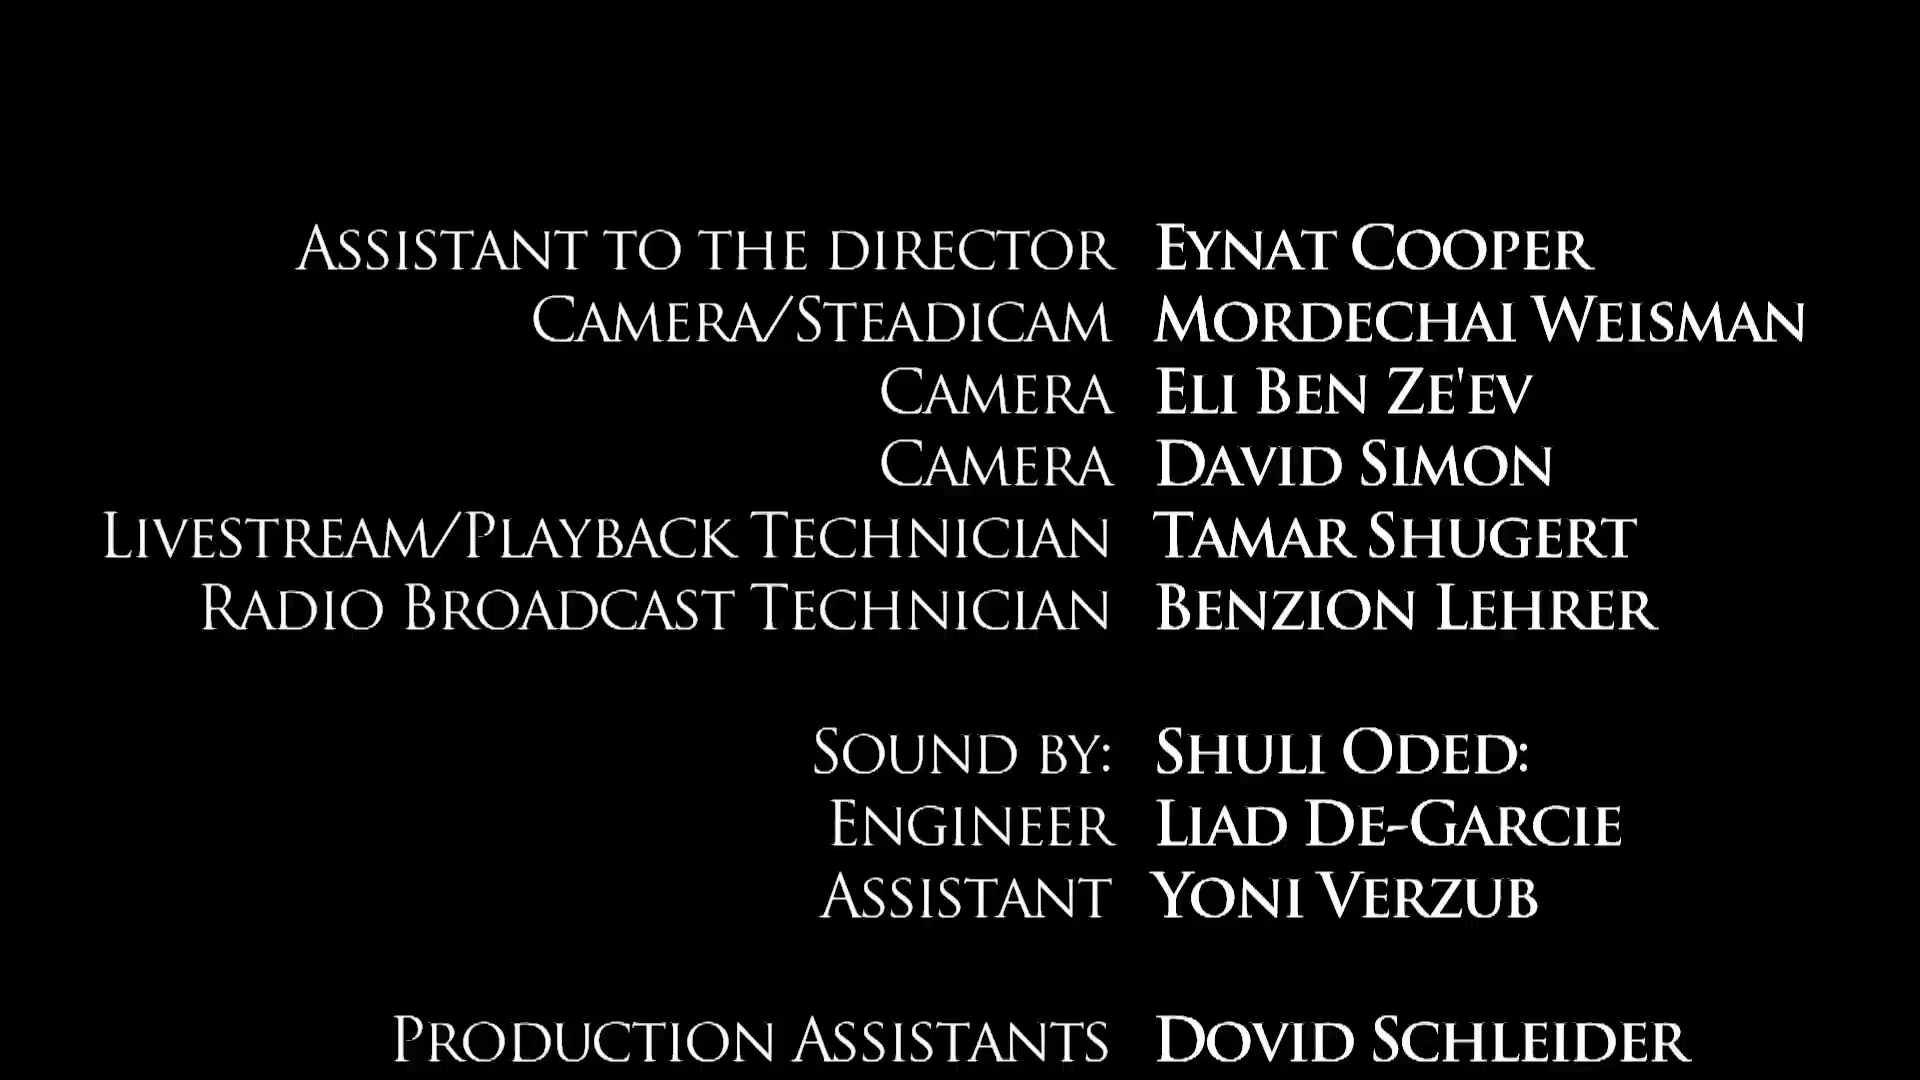 Assistant to the director Eynat Cooper
Camera/Steadicam Mordechai Weisman
Camera Eli Ben Ze'ev
Camera David Simon
Livestream/Playback Technician Tamar Shugert
Radio Broadcast Technician Benzion Lehrer
Sound by: Shuli Oded:
Engineer Liad De-Garcie
Assistant Yoni Verzub
Production Assistants Dovid Schleider